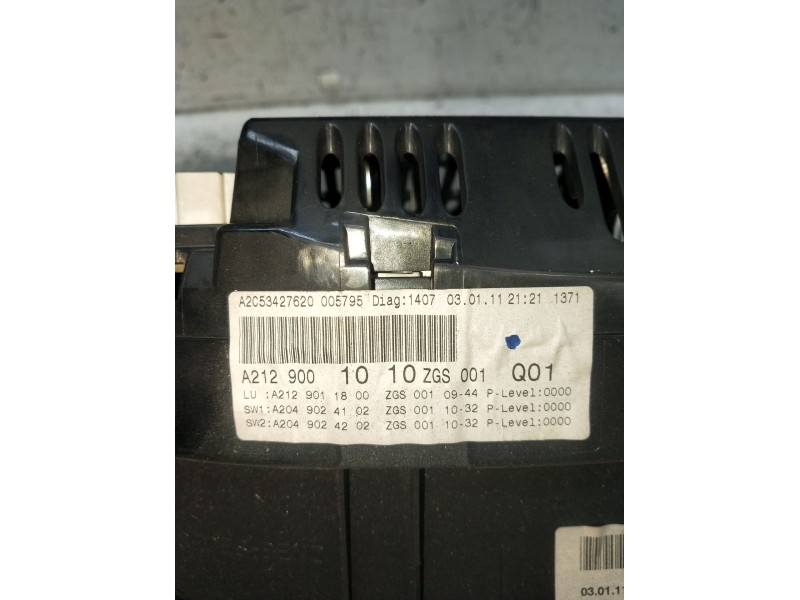 A2C53427620 005795 Diag:1407 03.01.11 21:21 1371
A212 900 10 10 ZGS 001 Q01
LU :A212 901 18 00 ZGS 001 09-44 P-Level:0000
SW1:A204 902 41 02 ZGS 001 10-32 P-Level:0000
SW2:A204 902 42 02 ZGS 001 10-32 P-Level:0000
03.01.11